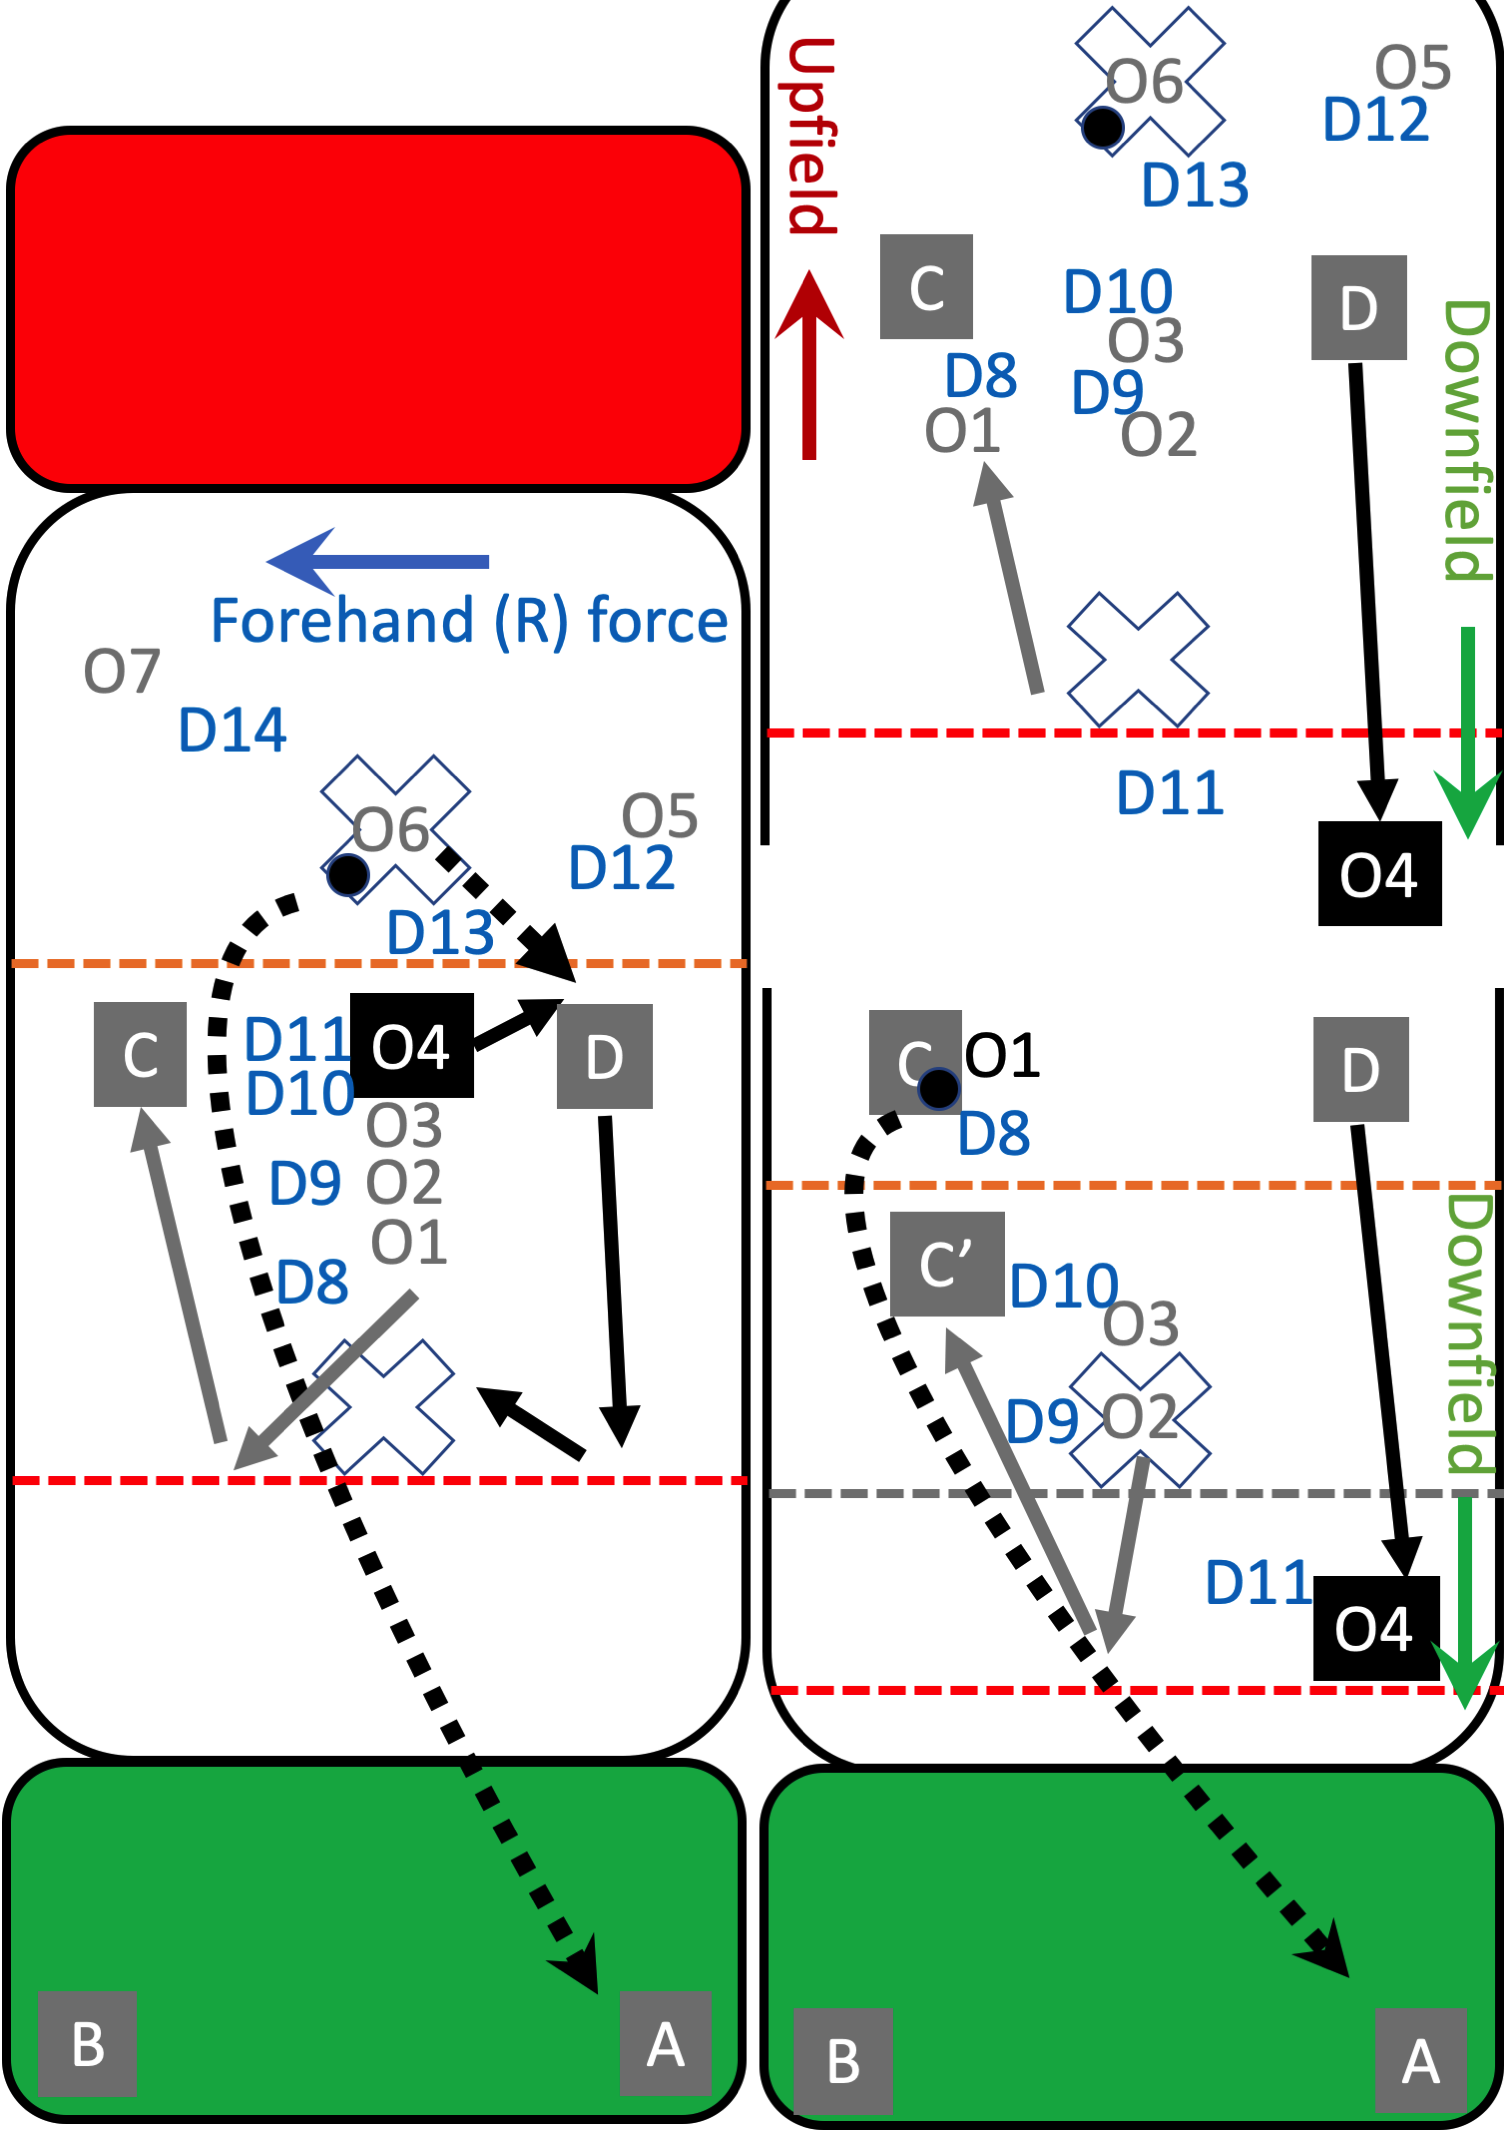 Forehand (R) force
O7
D14
O6
O5
D12
D13
C
D11
O4
D
D10
O3
D9
O2
O1
D8
B
A
Upfield
O6
O5
D12
D13
C
D10
D
O3
D8
D9
O1
O2
Downfield
D11
O4
C
O1
D
D8
C’
D10
O3
D9
O2
Downfield
D11
O4
B
A